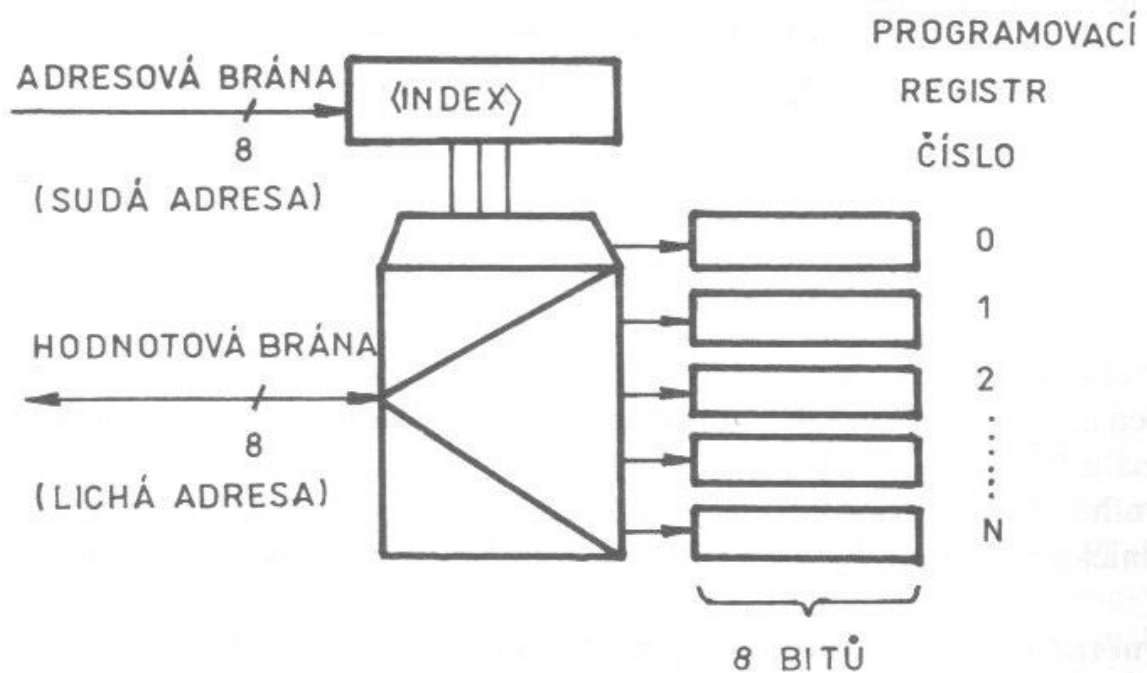 PROGRAMOVACÍ
REGISTR
ČÍSLO
ADRESOVÁ BRÁNA
8
(SUDÁ ADRESA)
⟨INDEX⟩
HODNOTOVÁ BRÁNA
8
(LICHÁ ADRESA)
0
1
2
N
8 BITŮ